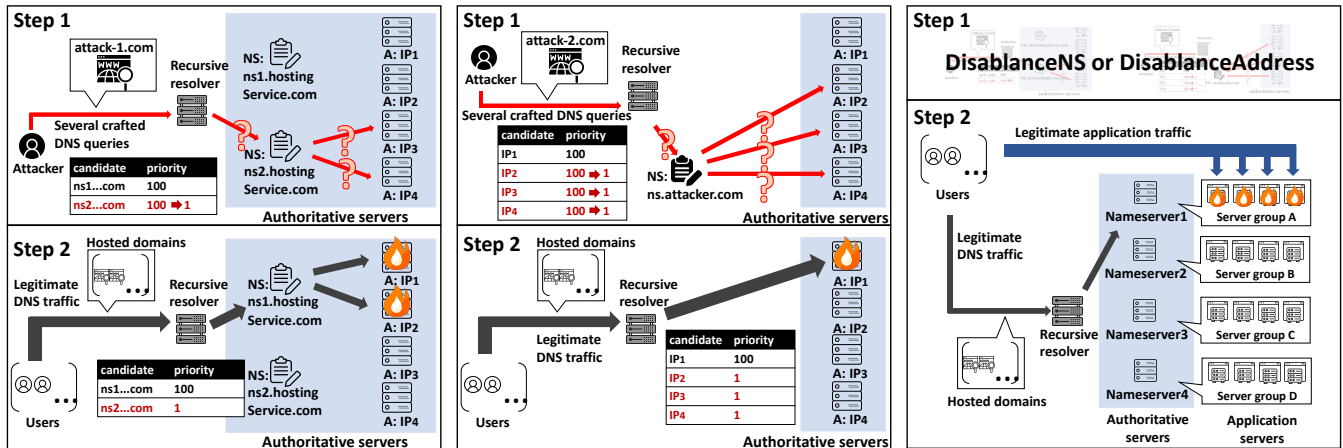 Step 1
attack-1.com
WWW
Recursive
resolver
NS:
ns1.hosting
Service.com
A: IP1
A: IP2
A: IP3
A: IP4
?
?
?
Several crafted
DNS queries
Attacker
NS:
ns2.hosting
Service.com
candidate priority
ns1...com 100
ns2...com 100 ➡ 1
Authoritative servers
Step 2
Hosted domains
...
Legitimate
DNS traffic
Recursive
resolver
NS:
ns1.hosting
Service.com
A: IP1
A: IP2
A: IP3
A: IP4
candidate priority
ns1...com 100
ns2...com 1
NS:
ns2.hosting
Service.com
...
Users
Authoritative servers
Step 1
attack-2.com
WWW
Recursive
resolver
Attacker
Several crafted DNS queries
candidate priority
IP1 100
IP2 100 ➡ 1
IP3 100 ➡ 1
IP4 100 ➡ 1
?
?
?
?
NS:
ns.attacker.com
A: IP1
A: IP2
A: IP3
A: IP4
Authoritative servers
Step 2
Hosted domains
...
Recursive
resolver
Legitimate
DNS traffic
...
Users
candidate priority
IP1 100
IP2 1
IP3 1
IP4 1
A: IP1
A: IP2
A: IP3
A: IP4
Authoritative servers
Step 1
DisablanceNS or DisablanceAddress
Step 2
Legitimate application traffic
...
Users
Legitimate
DNS traffic
Nameserver1
Server group A
Nameserver2
Server group B
Nameserver3
Server group C
Nameserver4
Server group D
Recursive
resolver
...
Hosted domains
Authoritative
servers
Application
servers